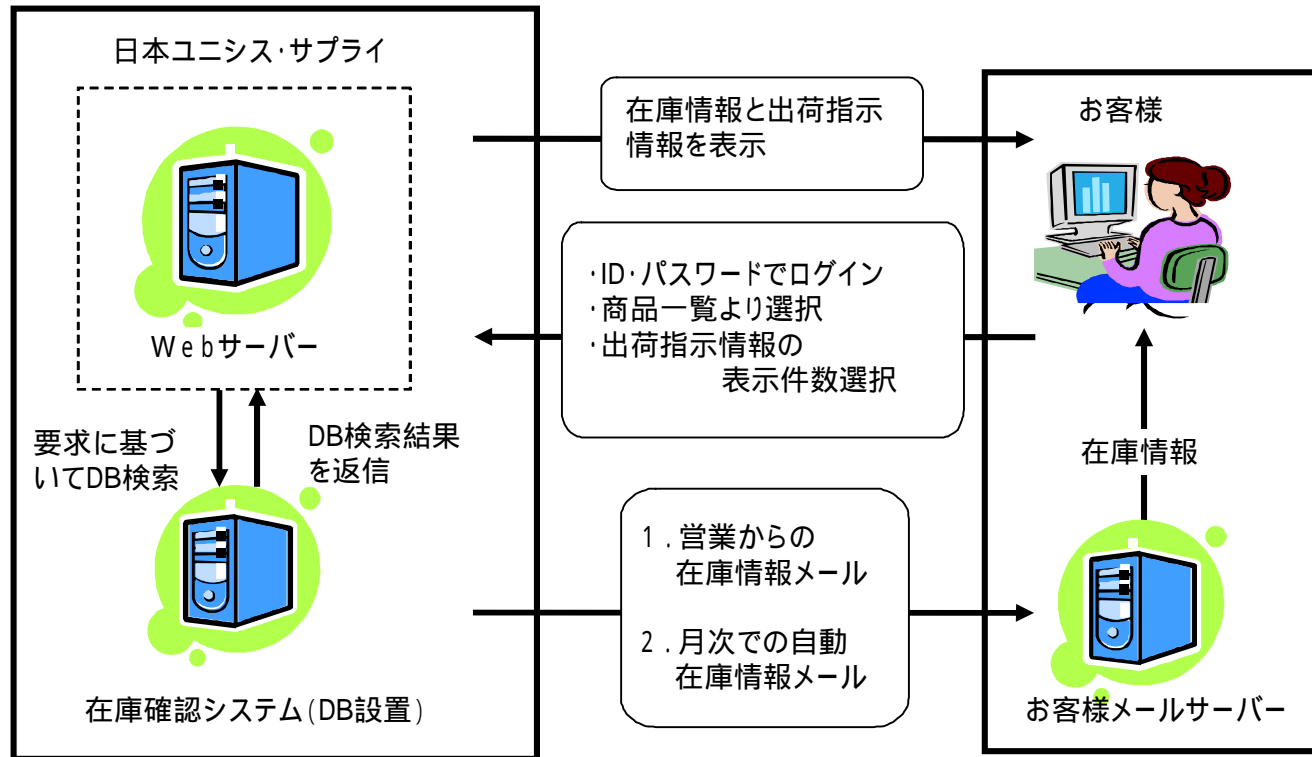 日本ユニシス・サプライ
Webサーバー
要求に基づ
いてDB検索
DB検索結果
を返信
在庫確認システム(DB設置)
在庫情報と出荷指示
情報を表示
・ID・パスワードでログイン
・商品一覧より選択
・出荷指示情報の
表示件数選択
1.営業からの
在庫情報メール
2.月次での自動
在庫情報メール
お客様
在庫情報
お客様メールサーバー